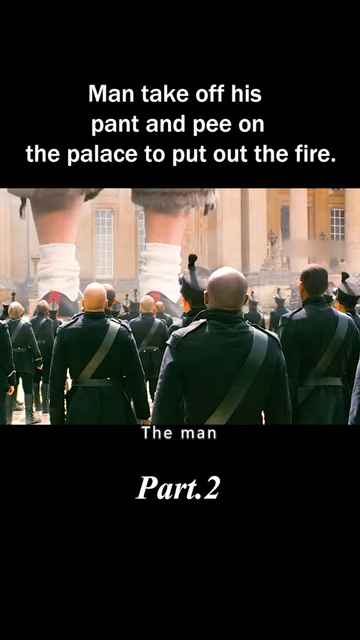 Man take off his
pant and pee on
the palace to put out the fire.
The man
Part.2